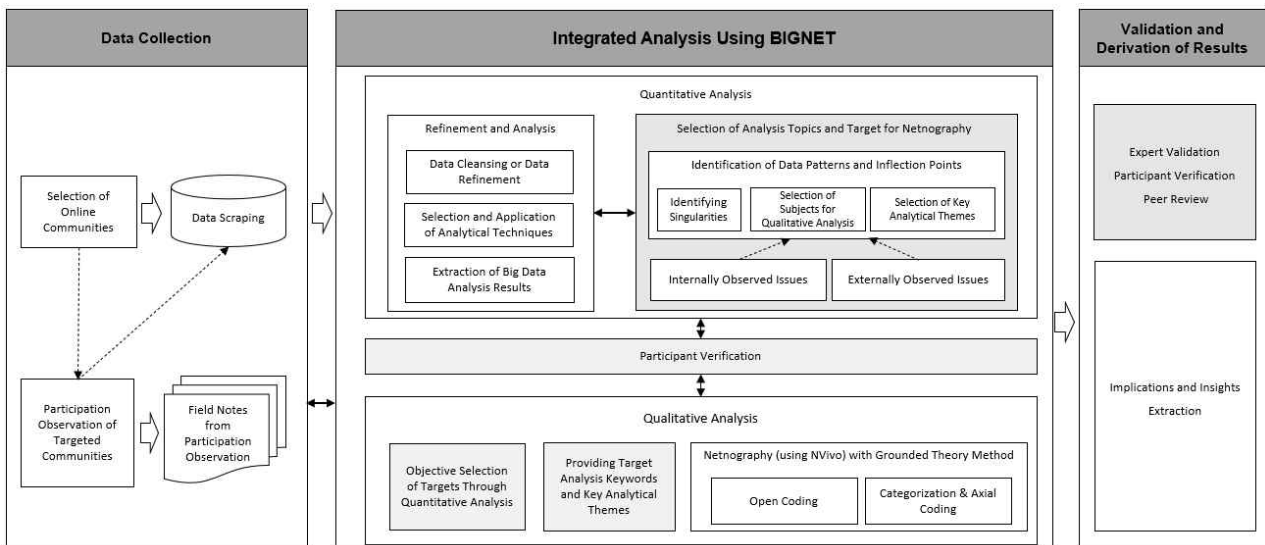 Data Collection
Selection of
Online
Communities
Data Scraping
Participation
Observation of
Targeted
Communities
Field Notes
from
Participation
Observation
Integrated Analysis Using BIGNET
Quantitative Analysis
Refinement and Analysis
Data Cleansing or Data
Refinement
Selection and Application
of Analytical Techniques
Extraction of Big Data
Analysis Results
Selection of Analysis Topics and Target for Netnography
Identification of Data Patterns and Inflection Points
Identifying
Singularities
Selection of
Subjects for
Qualitative Analysis
Selection of Key
Analytical Themes
Internally Observed Issues
Externally Observed Issues
Participant Verification
Qualitative Analysis
Objective Selection
of Targets Through
Quantitative Analysis
Providing Target
Analysis Keywords
and Key Analytical
Themes
Netnography (using NVivo) with Grounded Theory Method
Open Coding
Categorization & Axial
Coding
Validation and
Derivation of Results
Expert Validation
Participant Verification
Peer Review
Implications and Insights
Extraction